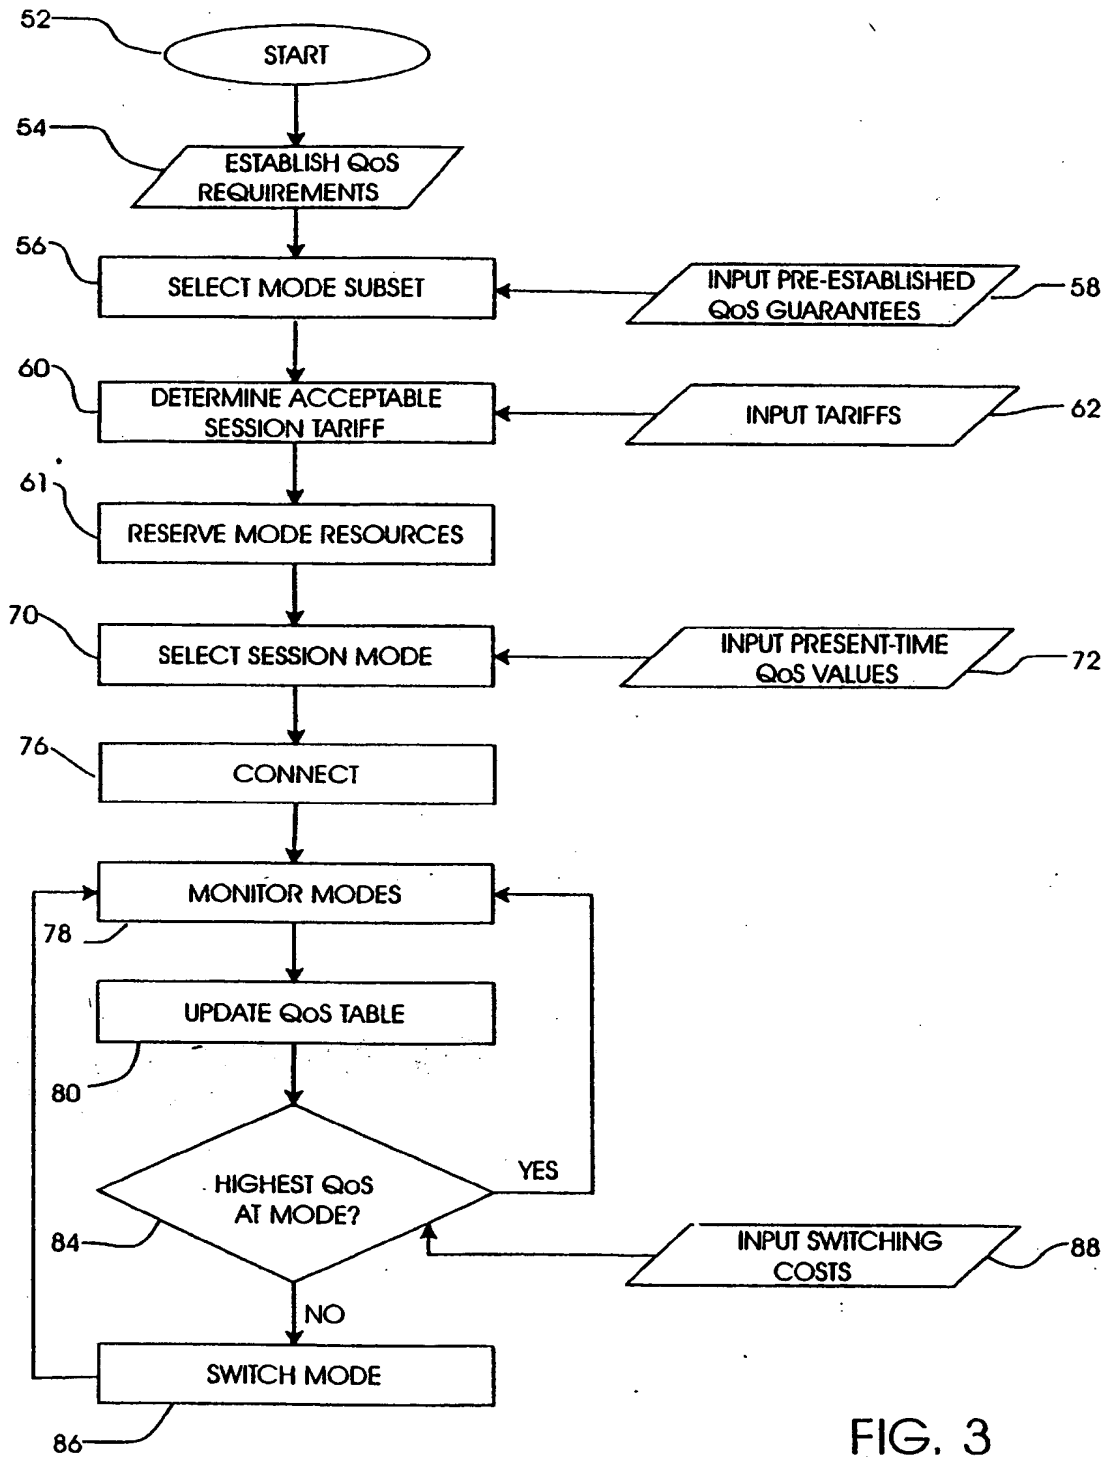 52
START
54
ESTABLISH QoS
REQUIREMENTS
56
SELECT MODE SUBSET
INPUT PRE-ESTABLISHED
QoS GUARANTEES
58
60
DETERMINE ACCEPTABLE
SESSION TARIFF
INPUT TARIFFS
62
61
RESERVE MODE RESOURCES
70
SELECT SESSION MODE
INPUT PRESENT-TIME
QoS VALUES
72
76
CONNECT
MONITOR MODES
78
UPDATE QoS TABLE
80
HIGHEST QoS
AT MODE?
YES
84
INPUT SWITCHING
COSTS
88
NO
SWITCH MODE
86
FIG. 3